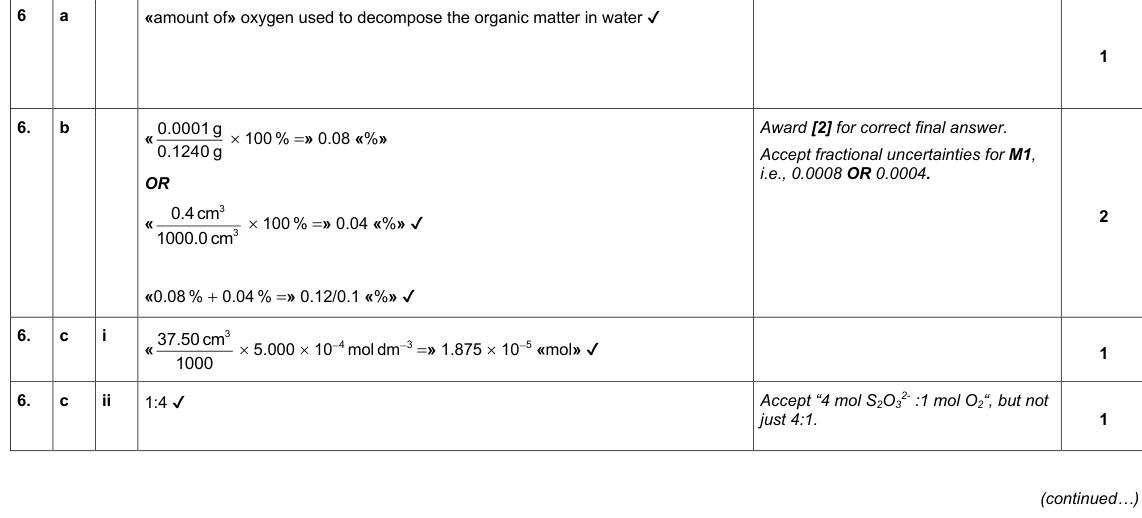 6 a «amount of» oxygen used to decompose the organic matter in water ✓ 1
6. b «0.0001 g / 0.1240 g × 100 % =» 0.08 «%»
OR
«0.4 cm³ / 1000.0 cm³ × 100 % =» 0.04 «%» ✓
«0.08 % + 0.04 % =» 0.12/0.1 «%» ✓
Award [2] for correct final answer.
Accept fractional uncertainties for M1,
i.e., 0.0008 OR 0.0004.
2
6. c i «37.50 cm³ / 1000 × 5.000 × 10⁻⁴ mol dm⁻³ =» 1.875 × 10⁻⁵ «mol» ✓ 1
6. c ii 1:4 ✓
Accept “4 mol S₂O₃²⁻ :1 mol O₂“, but not
just 4:1.
1
(continued…)